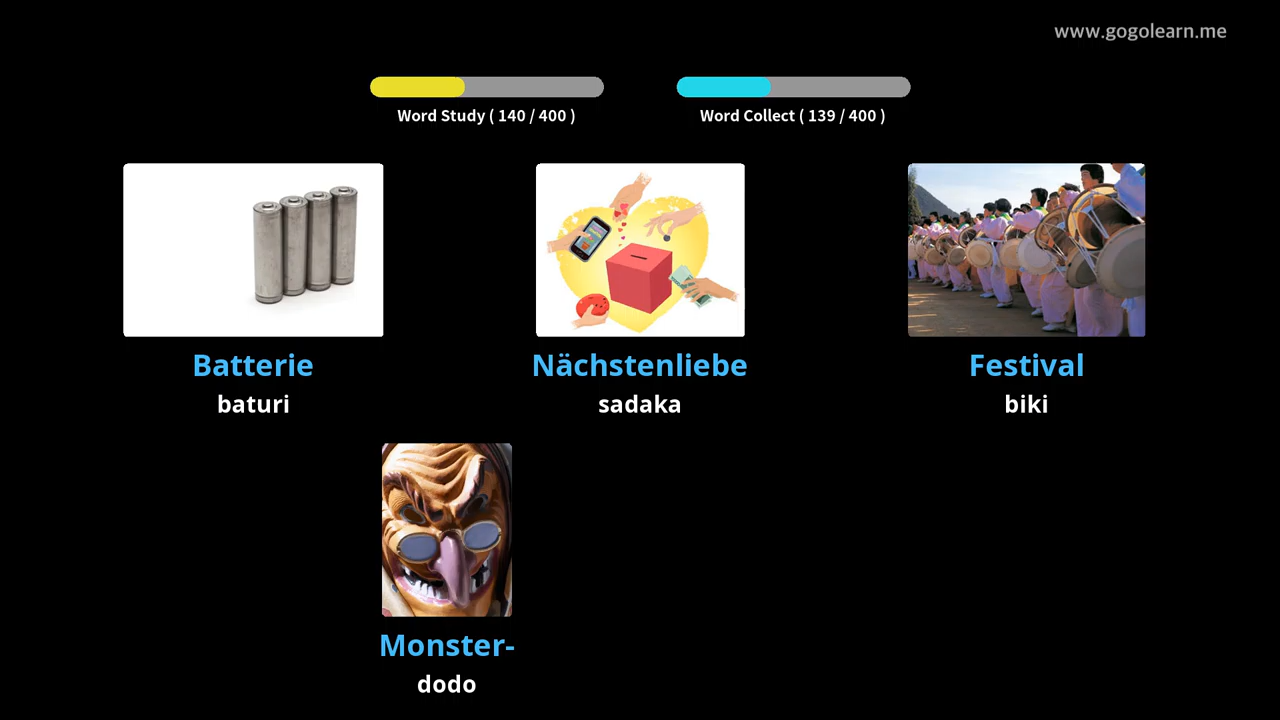 www.gogolearn.me
Word Study ( 140 / 400 )
Word Collect ( 139 / 400 )
Batterie
baturi
Nächstenliebe
sadaka
Festival
biki
Monster-
dodo